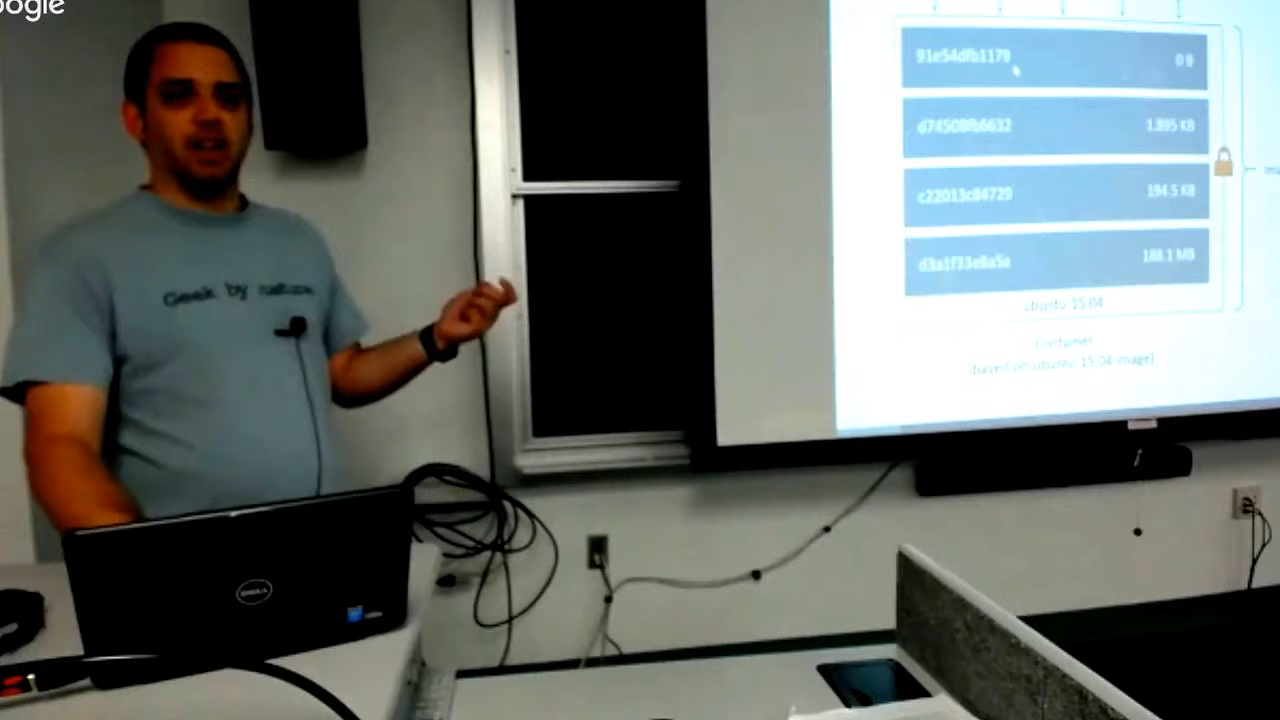 oogle
Geek by nature
DELL
91e54dfb1179 0 B
d74508fb6632 1.895 KB
c22013c84729 194.5 KB
d3a1f33e8a5a 188.1 MB
ubuntu:15.04
Container
(based on ubuntu:15.04 image)